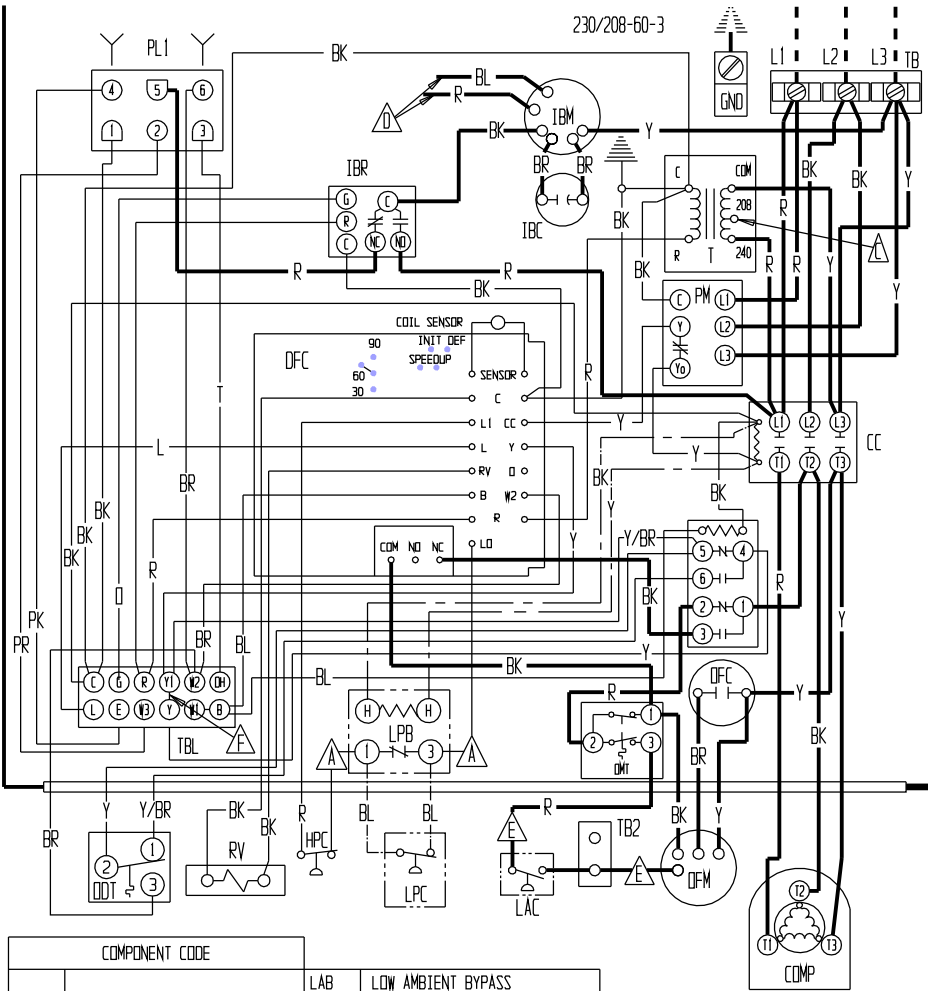 230/208-60-3
PL1
BK
L1 L2 L3 TB
GND
4 5 6
1 2 3
BL
R
D
IBM
BK
Y
BR BR
IBC
IBR
G
R
C
C
NC NO
R
R
BK
BK
C COM
208
240
R T
R
BK
BK
Y
R R Y
C
Y
BK
C PM L1
Y L2
Yo L3
COIL SENSOR
DFC
90
60
30
INIT DEF
SPEEDUP
SENSOR
C
L1 CC
L Y
RV O
B W2
R
LO
COM NO NC
R
Y
L
T
BR
BK
BK
R
O
PK
PR
BR
BL
L1 L2 L3
T1 T2 T3
CC
Y
BK
BK
Y
Y
Y/BR
5 4
6
2 1
3
BK
Y
R
Y
BK
C G R Y1 W2 OH
L E W3 Y W1 B
TBL
F
BL
BK
R
H H
LPB
A 1 3 A
1
2 3
OMT
OFC
Y
BR
BK
Y
Y Y/BR
BR
BK
BK
R
BL BL
R
E
TB2
E
1
2
3
ODT
RV
HPC
LPC
LAC
OFM
T2
T1 T3
COMP
COMPONENT CODE
LAB LOW AMBIENT BYPASS